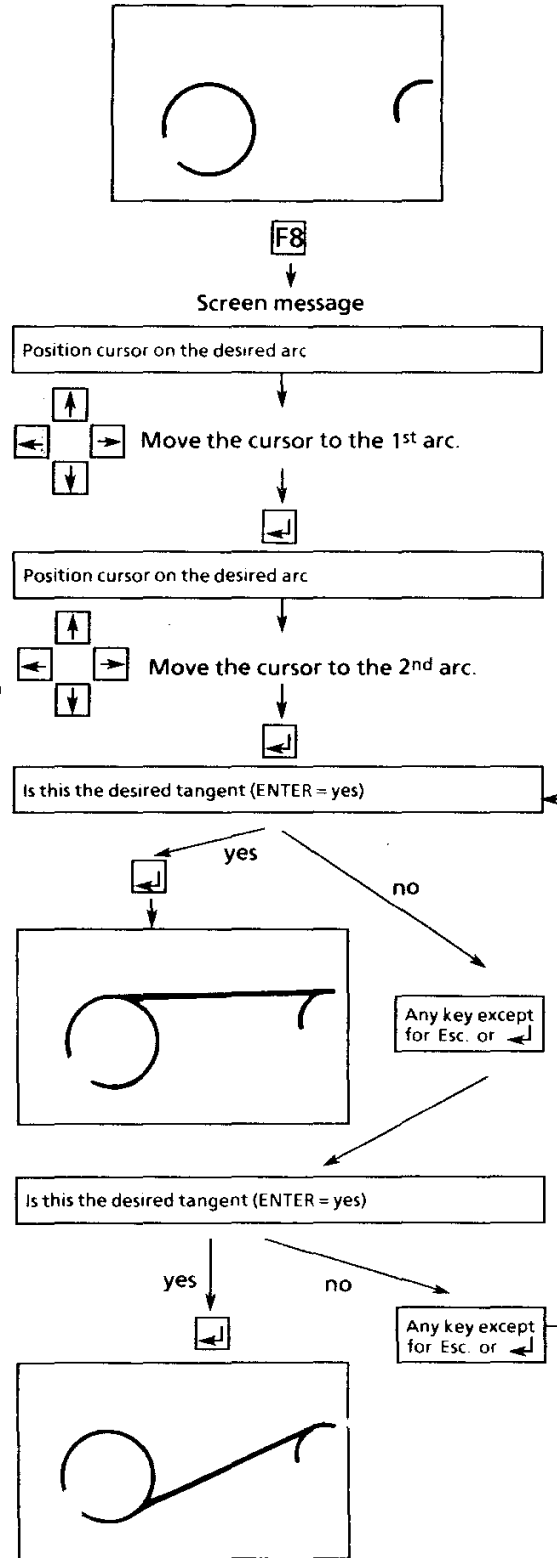 F8
Screen message
Position cursor on the desired arc
Move the cursor to the 1st arc.
Position cursor on the desired arc
Move the cursor to the 2nd arc.
Is this the desired tangent (ENTER = yes)
yes
no
Any key except
for Esc. or
Is this the desired tangent (ENTER = yes)
yes
no
Any key except
for Esc. or